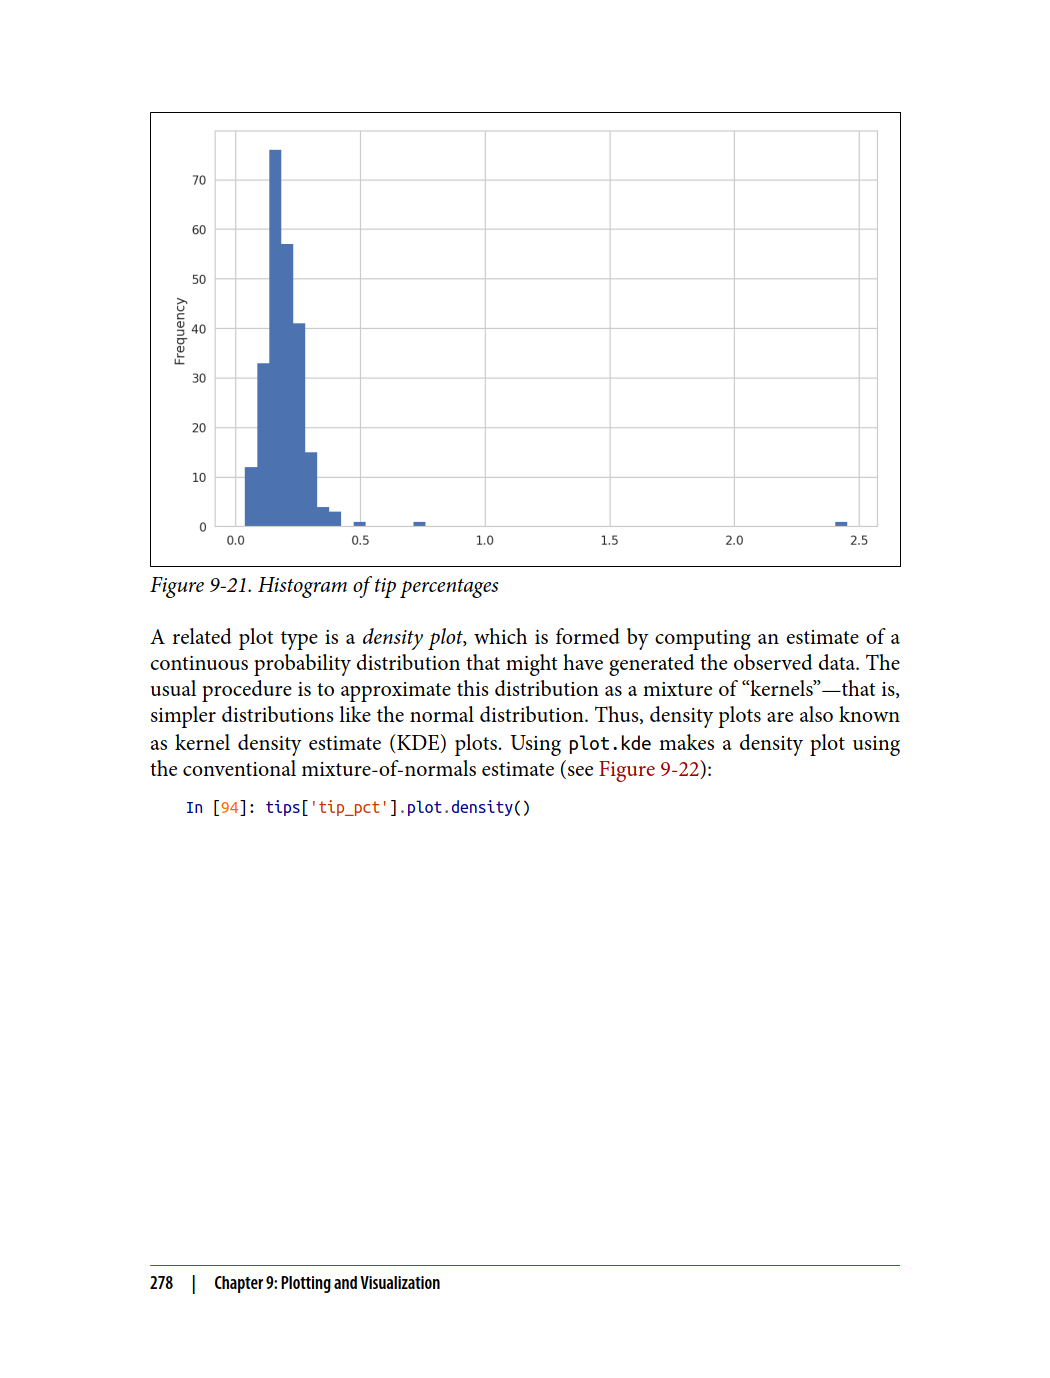 70
60
50
40
30
20
10
0
Frequency
0.0 0.5 1.0 1.5 2.0 2.5
Figure 9-21. Histogram of tip percentages
A related plot type is a density plot, which is formed by computing an estimate of a
continuous probability distribution that might have generated the observed data. The
usual procedure is to approximate this distribution as a mixture of “kernels”—that is,
simpler distributions like the normal distribution. Thus, density plots are also known
as kernel density estimate (KDE) plots. Using plot.kde makes a density plot using
the conventional mixture-of-normals estimate (see Figure 9-22):
In [94]: tips['tip_pct'].plot.density()
278 | Chapter 9: Plotting and Visualization